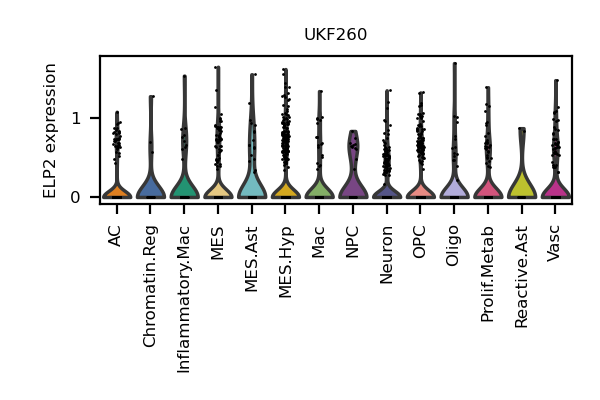 UKF260
ELP2 expression
1
0
AC
Chromatin.Reg
Inflammatory.Mac
MES
MES.Ast
MES.Hyp
Mac
NPC
Neuron
OPC
Oligo
Prolif.Metab
Reactive.Ast
Vasc